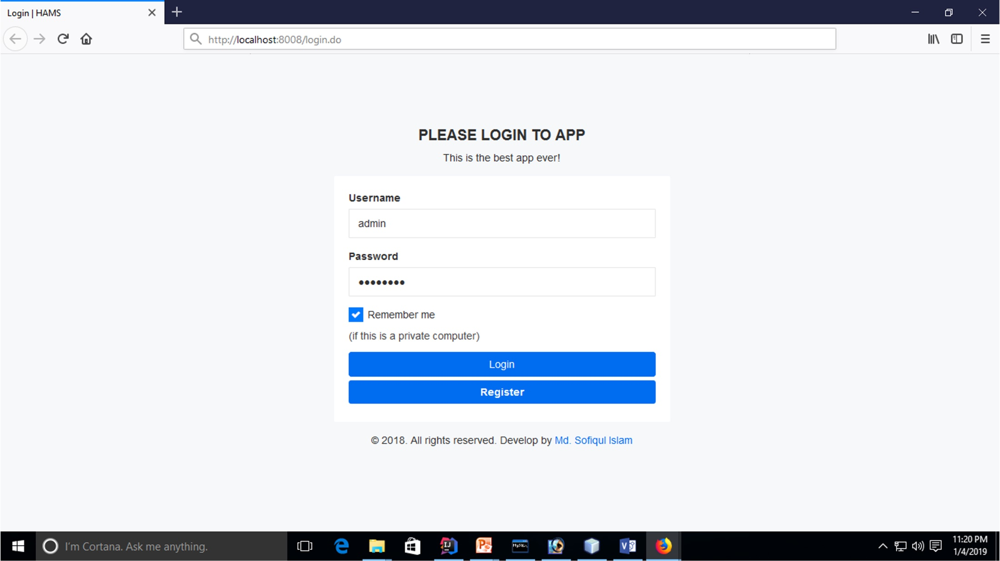 Login | HAMS
http://localhost:8008/login.do
PLEASE LOGIN TO APP
This is the best app ever!
Username
admin
Password
Remember me
(if this is a private computer)
Login
Register
© 2018. All rights reserved. Develop by Md. Sofiqul Islam
I'm Cortana. Ask me anything.
MySQL
11:20 PM
1/4/2019